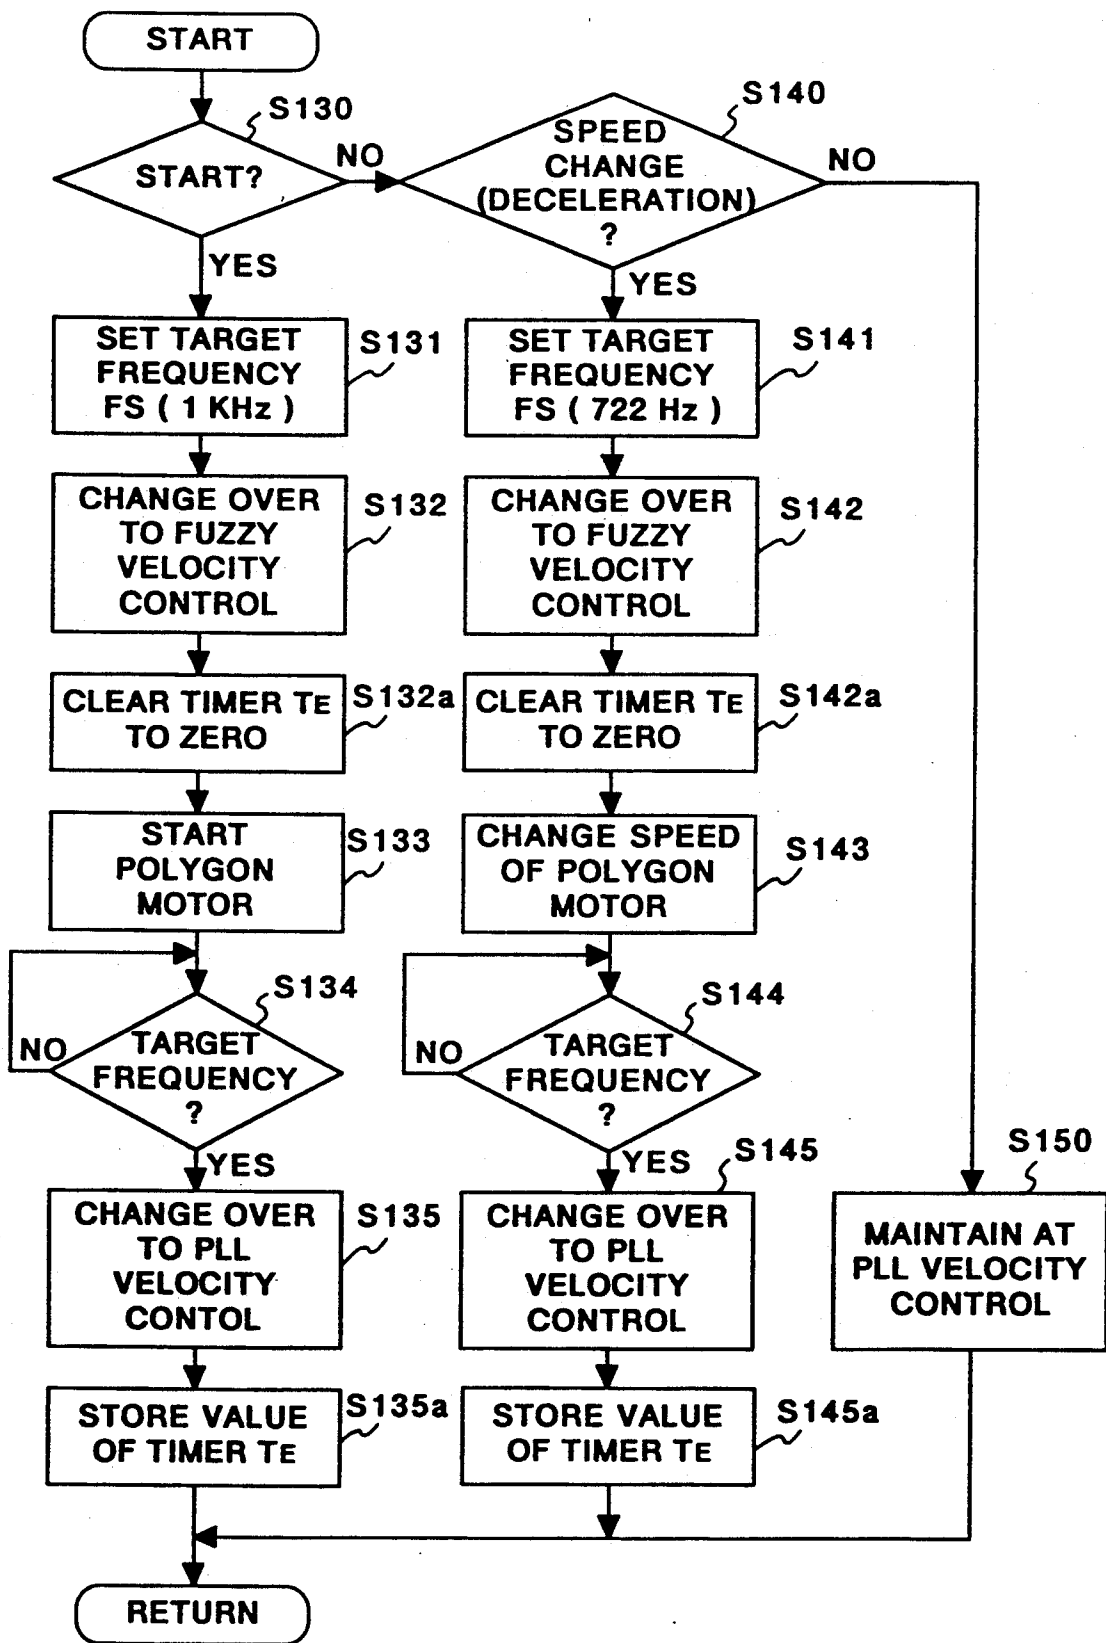 START
S130
START?
NO
YES
S140
SPEED
CHANGE
(DECELERATION)
?
NO
YES
SET TARGET
FREQUENCY
FS ( 1 KHz )
S131
SET TARGET
FREQUENCY
FS ( 722 Hz )
S141
CHANGE OVER
TO FUZZY
VELOCITY
CONTROL
S132
CHANGE OVER
TO FUZZY
VELOCITY
CONTROL
S142
CLEAR TIMER TE
TO ZERO
S132a
CLEAR TIMER TE
TO ZERO
S142a
START
POLYGON
MOTOR
S133
CHANGE SPEED
OF POLYGON
MOTOR
S143
S134
TARGET
FREQUENCY
?
NO
YES
S144
TARGET
FREQUENCY
?
NO
YES
CHANGE OVER
TO PLL
VELOCITY
CONTOL
S135
CHANGE OVER
TO PLL
VELOCITY
CONTROL
S145
S150
MAINTAIN AT
PLL VELOCITY
CONTROL
STORE VALUE
OF TIMER TE
S135a
STORE VALUE
OF TIMER TE
S145a
RETURN